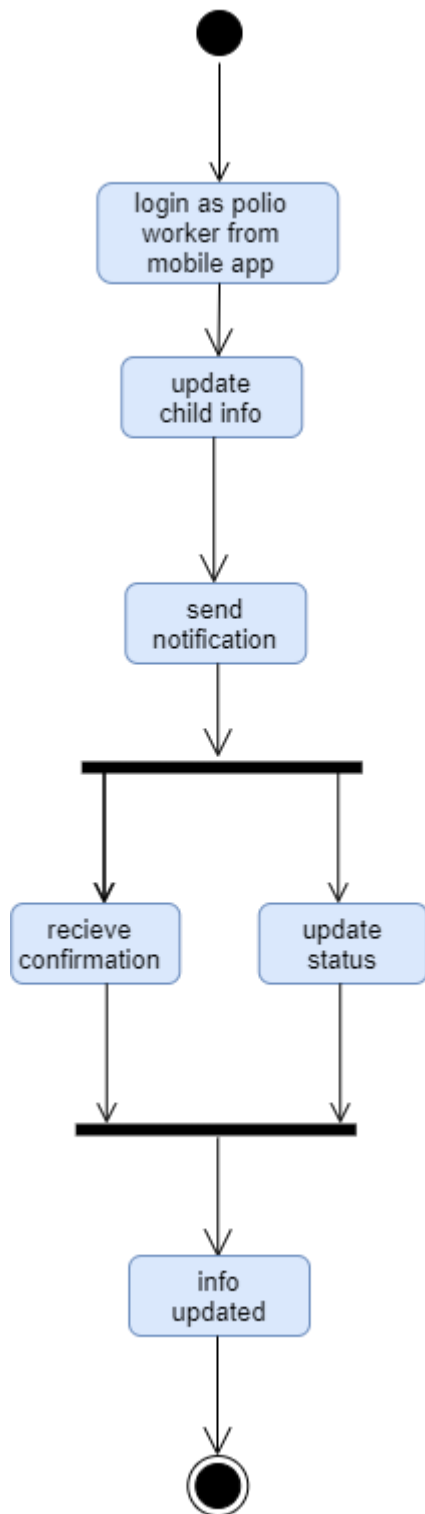 login as polio
worker from
mobile app
update
child info
send
notification
recieve
confirmation
update
status
info
updated